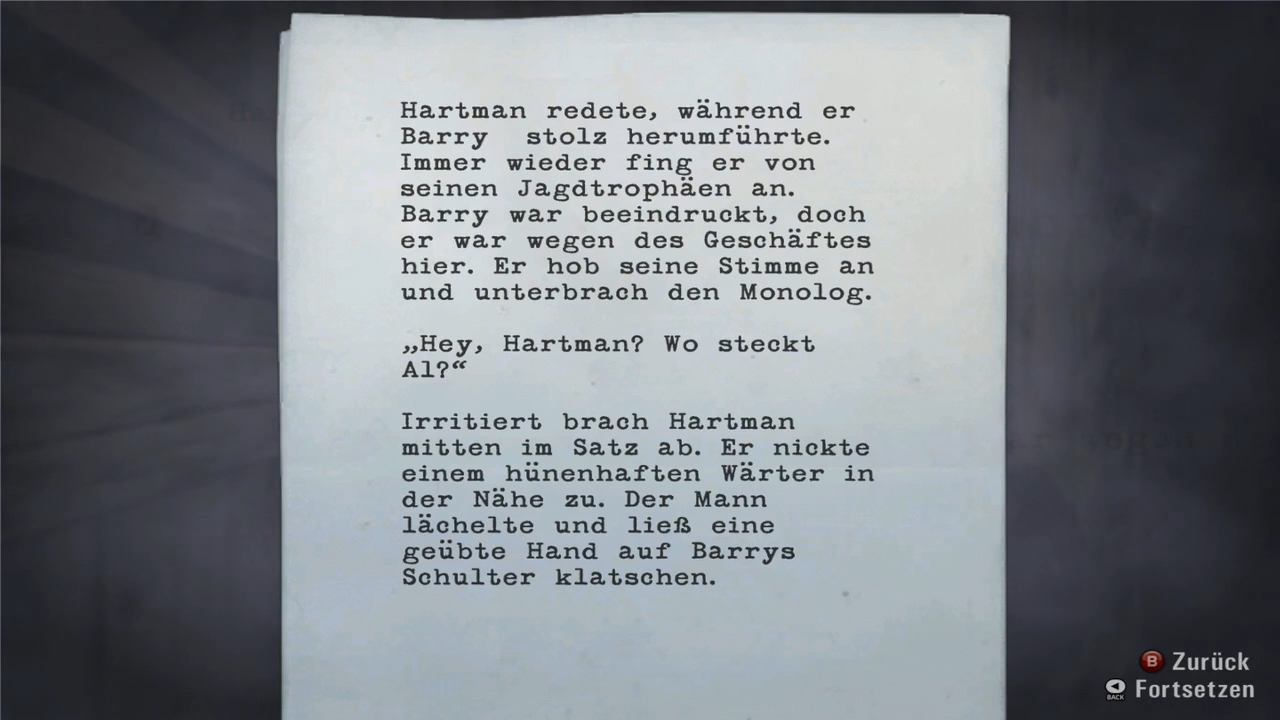 Hartman redete, während er
Barry  stolz herumführte.
Immer wieder fing er von
seinen Jagdtrophäen an.
Barry war beeindruckt, doch
er war wegen des Geschäftes
hier. Er hob seine Stimme an
und unterbrach den Monolog.
„Hey, Hartman? Wo steckt
Al?“
Irritiert brach Hartman
mitten im Satz ab. Er nickte
einem hünenhaften Wärter in
der Nähe zu. Der Mann
lächelte und ließ eine
geübte Hand auf Barrys
Schulter klatschen.
B Zurück
BACK Fortsetzen